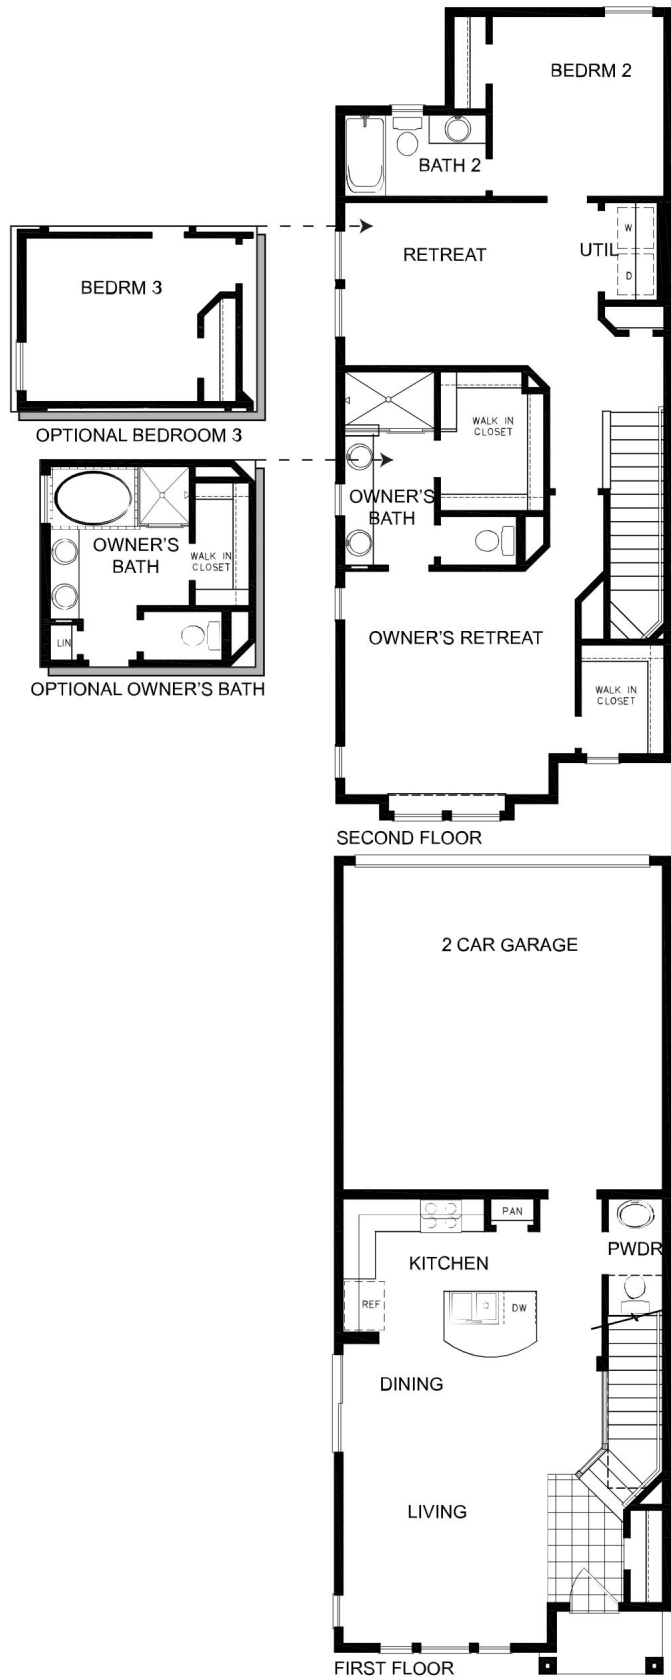 BEDRM 2
BATH 2
W
RETREAT
UTIL
D
BEDRM 3
OPTIONAL BEDROOM 3
WALK IN
CLOSET
OWNER'S
BATH
OWNER'S
BATH
WALK IN
CLOSET
LIN
OPTIONAL OWNER'S BATH
OWNER'S RETREAT
WALK IN
CLOSET
SECOND FLOOR
2 CAR GARAGE
PAN
KITCHEN
PWDR
REF
DW
DINING
LIVING
FIRST FLOOR